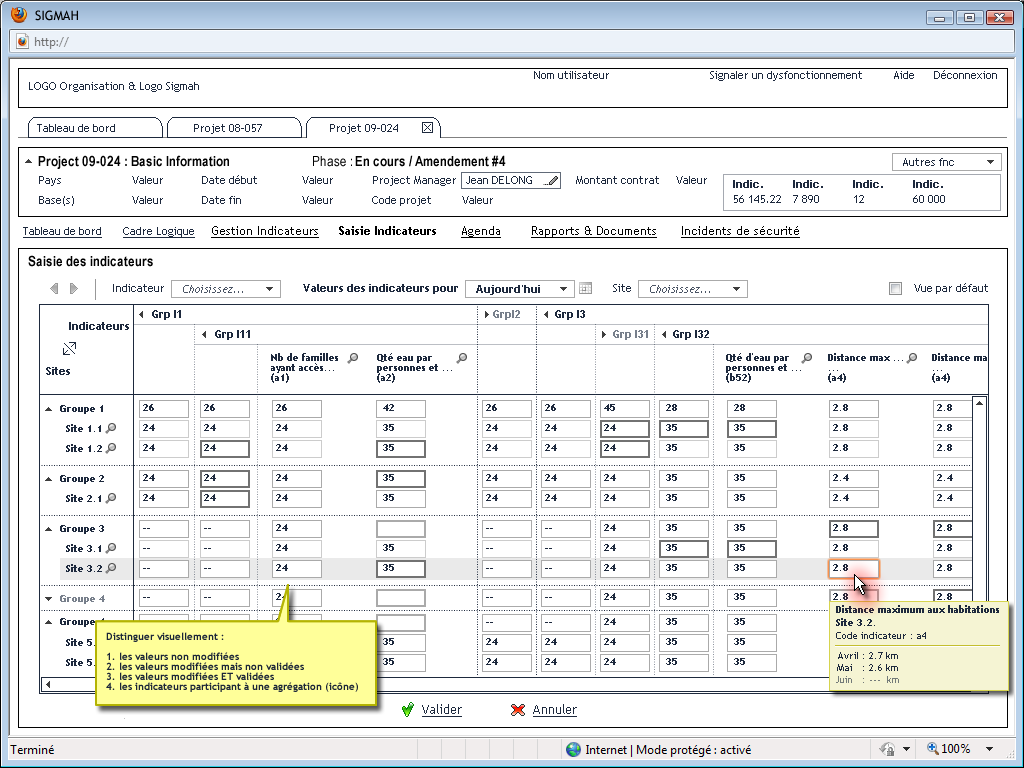 SIGMAH
http://
LOGO Organisation & Logo Sigmah
Nom utilisateur
Signaler un dysfonctionnement
Aide
Déconnexion
Tableau de bord
Projet 08-057
Projet 09-024
Project 09-024 : Basic Information
Phase : En cours / Amendement #4
Autres fnc
Pays Valeur Date début Valeur Project Manager Jean DELONG Montant contrat Valeur
Base(s) Valeur Date fin Valeur Code projet Valeur
Indic. Indic. Indic. Indic.
56 145.22 7 890 12 60 000
Tableau de bord Cadre Logique Gestion Indicateurs Saisie Indicateurs Agenda Rapports & Documents Incidents de sécurité
Saisie des indicateurs
Indicateur Choisissez... Valeurs des indicateurs pour Aujourd'hui Site Choisissez... Vue par défaut
Indicateurs
Sites
Grp I1 GrpI2 Grp I3
Grp I11 Grp I31 Grp I32
Nb de familles
ayant accès...
(a1)
Qté eau par
personnes et ...
(a2)
Qté d'eau par
personnes et ...
(b52)
Distance max ...
...
(a4)
Distance ma
...
(a4)
Groupe 1 26 26 26 42 26 26 45 28 28 2.8 2.8
Site 1.1 24 24 24 35 24 24 24 35 35 2.8 2.8
Site 1.2 24 24 24 35 24 24 24 35 35 2.8 2.8
Groupe 2 24 24 24 35 24 24 24 35 35 2.4 2.4
Site 2.1 24 24 24 35 24 24 24 35 35 2.4 2.4
Groupe 3 -- -- 24 -- -- 24 35 35 2.8 2.8
Site 3.1 -- -- 24 35 -- -- 24 35 35 2.8 2.8
Site 3.2 -- -- 24 35 -- -- 24 35 35 2.8 2.8
Groupe 4 -- -- -- -- 24 35 35 2.8 2.8
-- -- 24 35 35
Site 5. 35 24 24 24 35 35
Site 5. 35 24 24 24 35 35
Distinguer visuellement :
1. les valeurs non modifiées
2. les valeurs modifiées mais non validées
3. les valeurs modifiées ET validées
4. les indicateurs participant à une agrégation (icône)
Distance maximum aux habitations
Site 3.2.
Code indicateur : a4
Avril : 2.7 km
Mai : 2.6 km
Juin : --- km
Valider
Annuler
Terminé
Internet | Mode protégé : activé
100%